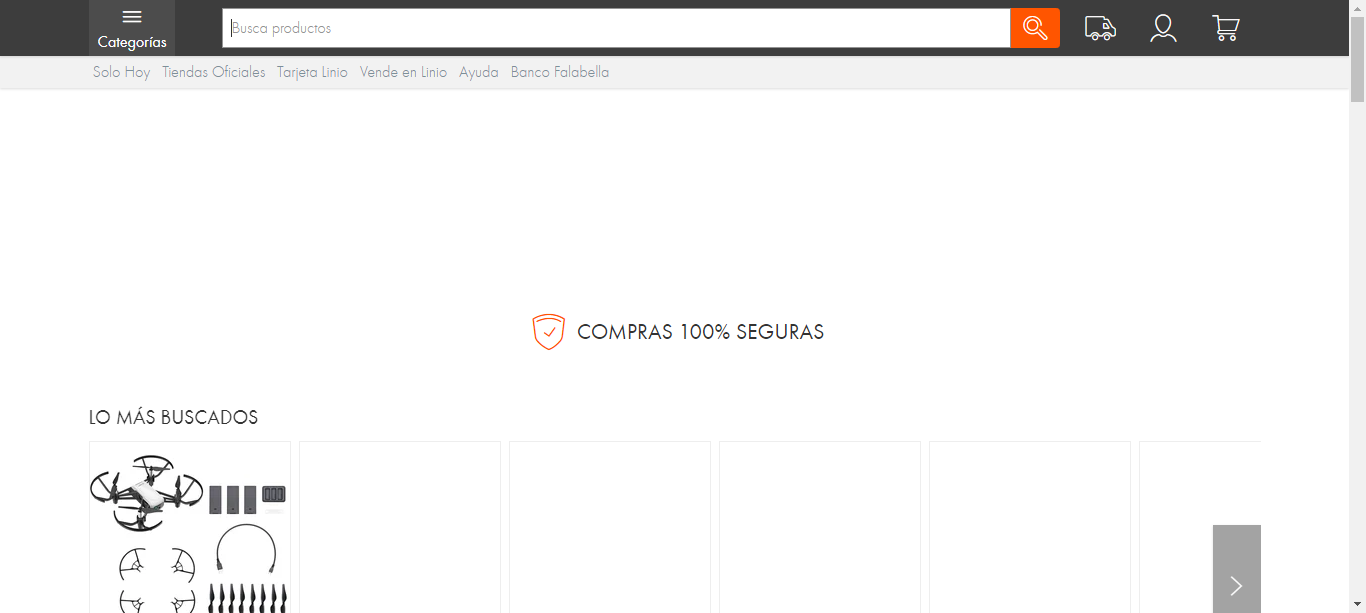 Categorías
Busca productos
Solo Hoy Tiendas Oficiales Tarjeta Linio Vende en Linio Ayuda Banco Falabella
COMPRAS 100% SEGURAS
LO MÁS BUSCADOS